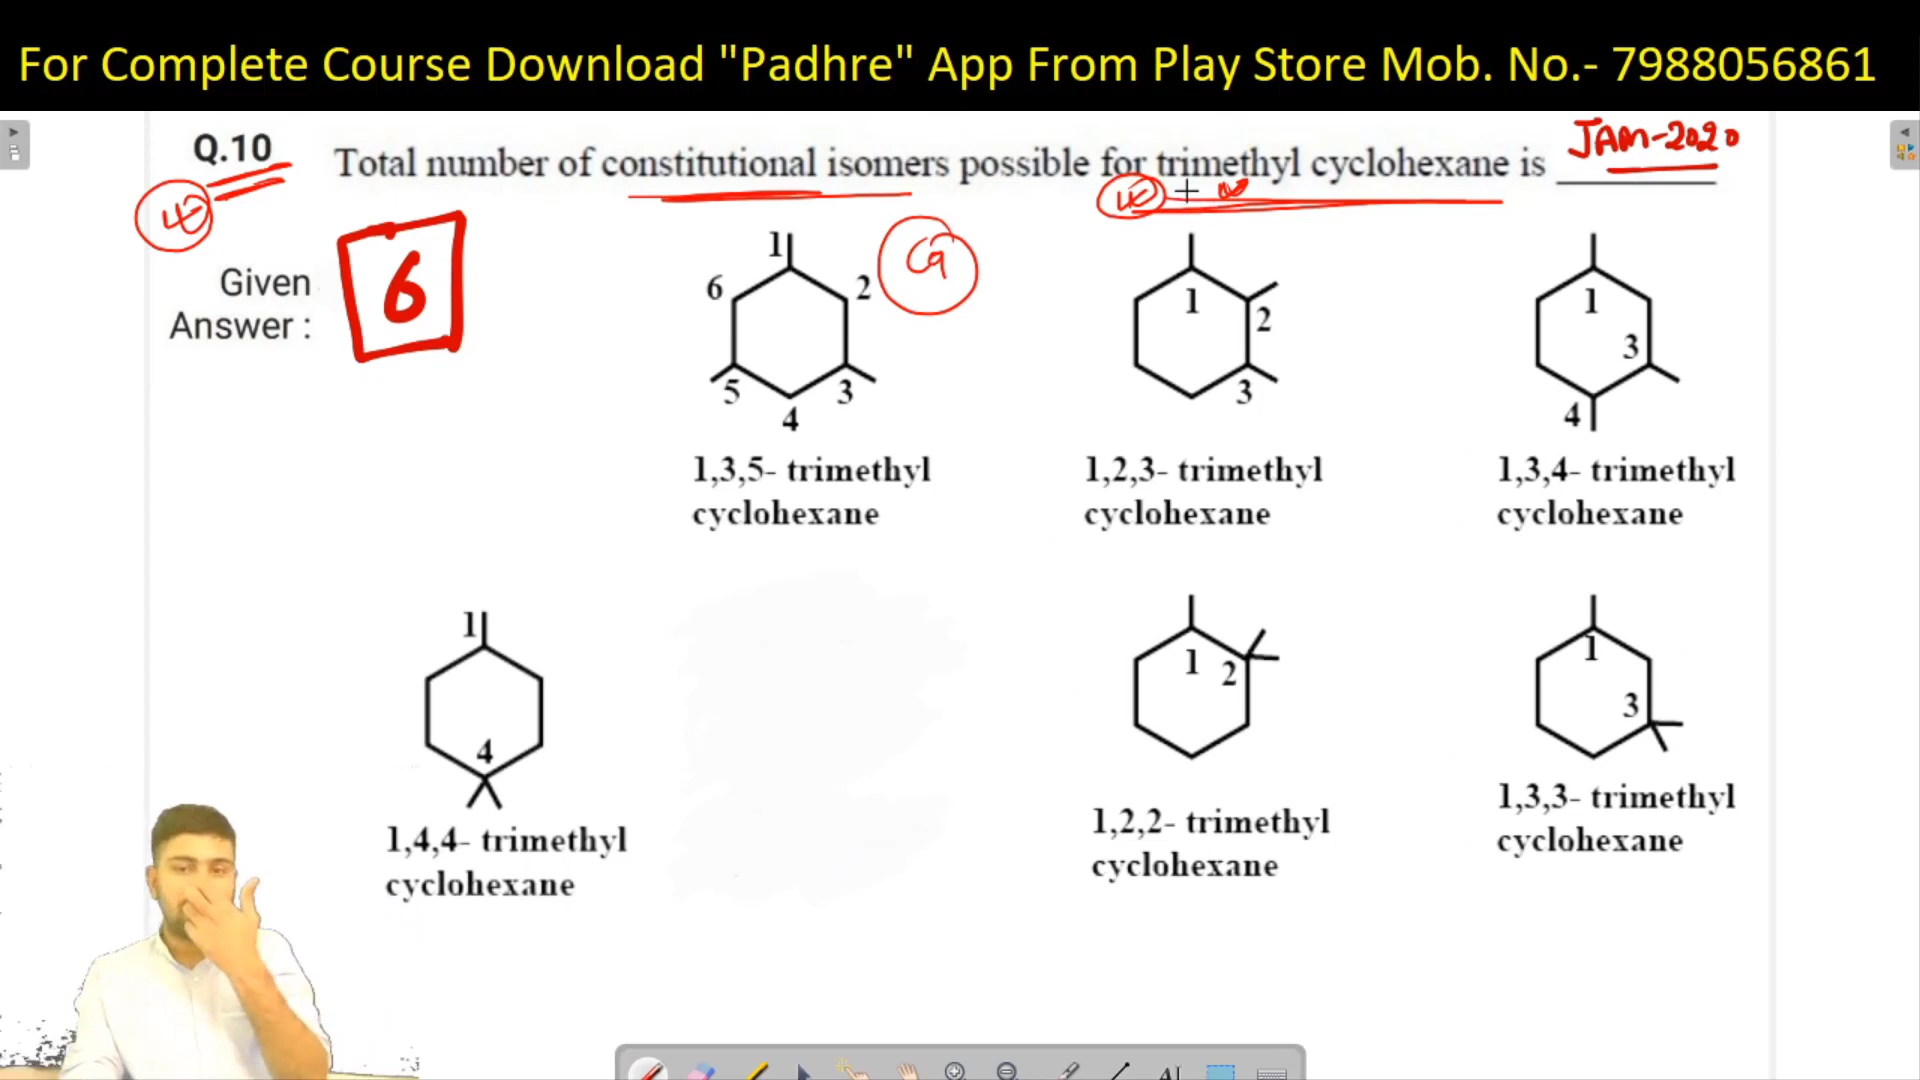 For Complete Course Download "Padhre" App From Play Store Mob. No.- 7988056861
JAM-2020
Q.10
Total number of constitutional isomers possible for trimethyl cyclohexane is
Given
Answer :
6
C9
1
6
2
5
3
4
1,3,5- trimethyl
cyclohexane
1
2
3
1,2,3- trimethyl
cyclohexane
1
3
4
1,3,4- trimethyl
cyclohexane
1
4
1,4,4- trimethyl
cyclohexane
1
2
1,2,2- trimethyl
cyclohexane
1
3
1,3,3- trimethyl
cyclohexane